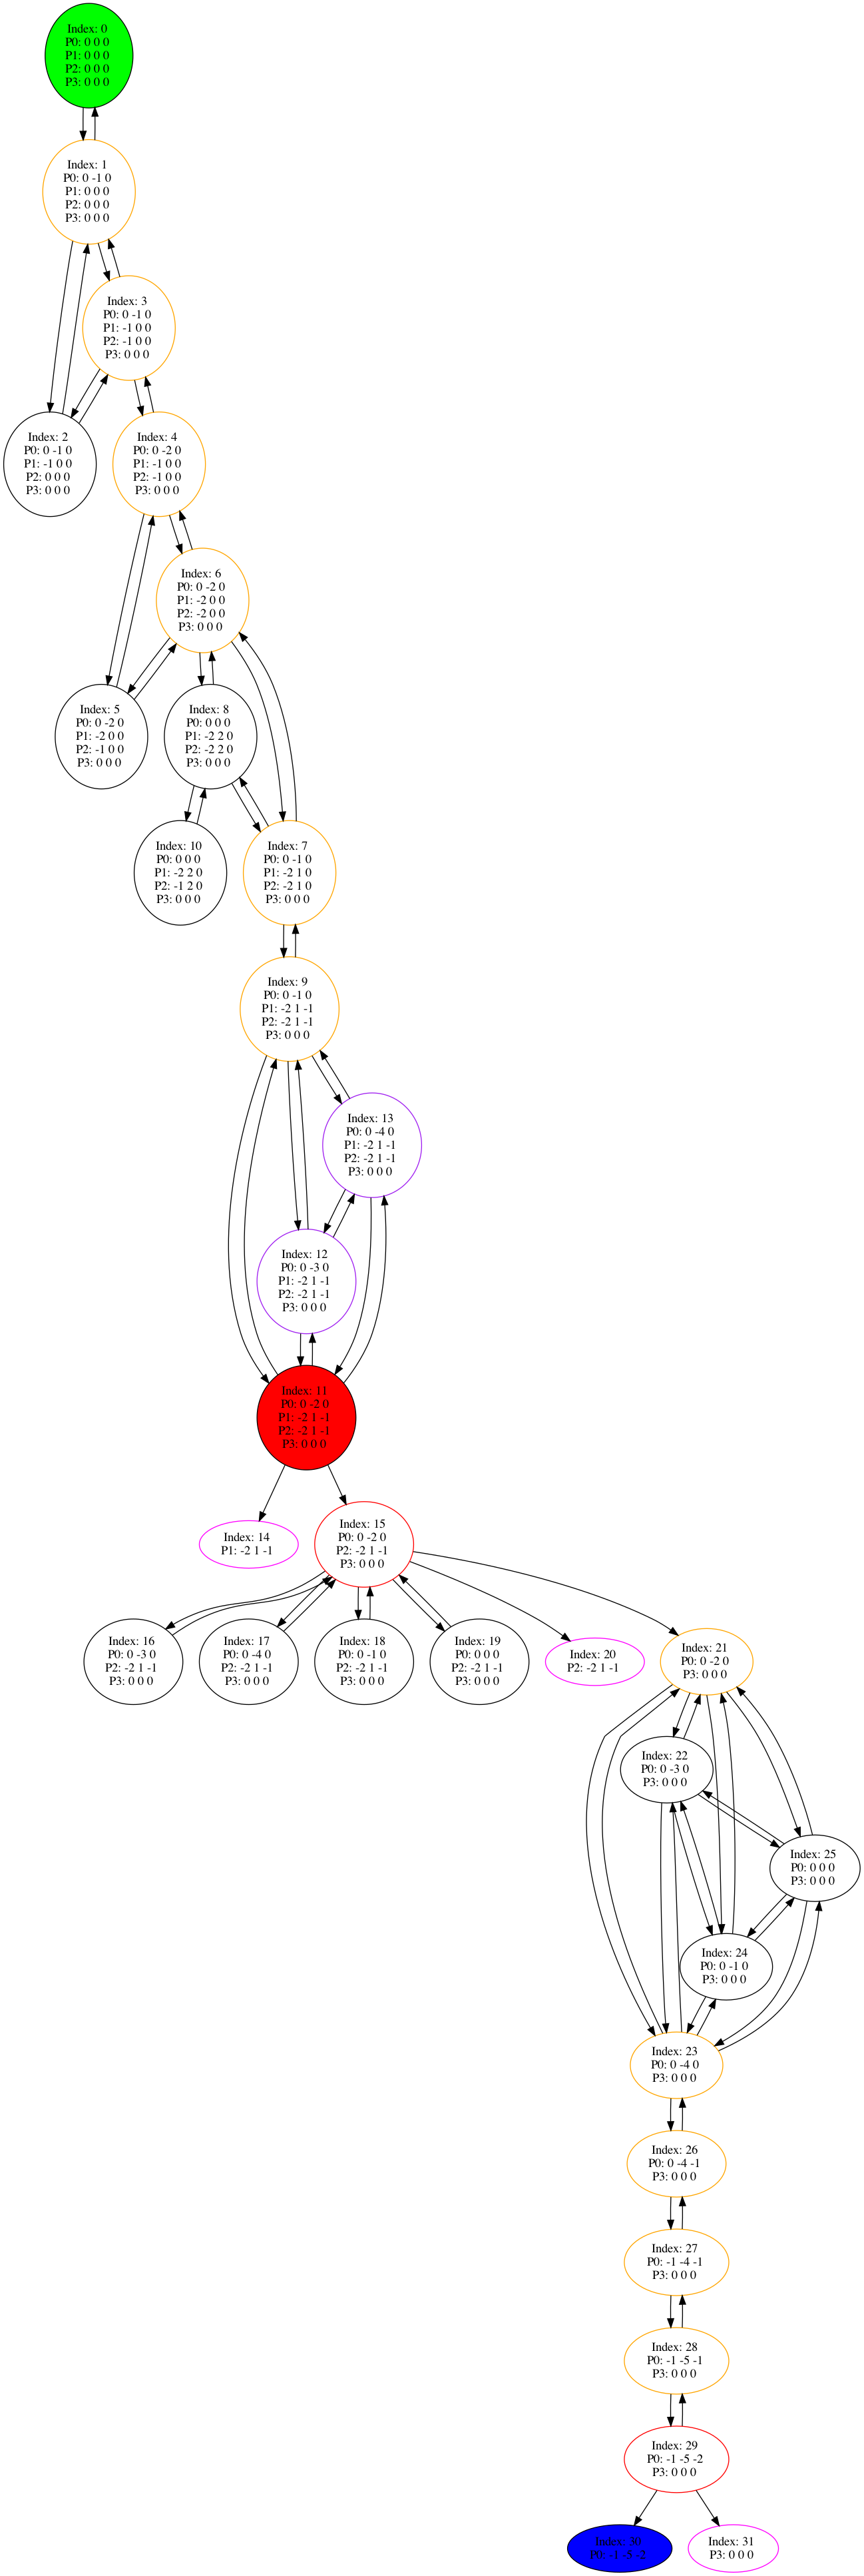 Index: 0
P0: 0 0 0
P1: 0 0 0
P2: 0 0 0
P3: 0 0 0
Index: 1
P0: 0 -1 0
P1: 0 0 0
P2: 0 0 0
P3: 0 0 0
Index: 3
P0: 0 -1 0
P1: -1 0 0
P2: -1 0 0
P3: 0 0 0
Index: 2
P0: 0 -1 0
P1: -1 0 0
P2: 0 0 0
P3: 0 0 0
Index: 4
P0: 0 -2 0
P1: -1 0 0
P2: -1 0 0
P3: 0 0 0
Index: 6
P0: 0 -2 0
P1: -2 0 0
P2: -2 0 0
P3: 0 0 0
Index: 5
P0: 0 -2 0
P1: -2 0 0
P2: -1 0 0
P3: 0 0 0
Index: 8
P0: 0 0 0
P1: -2 2 0
P2: -2 2 0
P3: 0 0 0
Index: 10
P0: 0 0 0
P1: -2 2 0
P2: -1 2 0
P3: 0 0 0
Index: 7
P0: 0 -1 0
P1: -2 1 0
P2: -2 1 0
P3: 0 0 0
Index: 9
P0: 0 -1 0
P1: -2 1 -1
P2: -2 1 -1
P3: 0 0 0
Index: 13
P0: 0 -4 0
P1: -2 1 -1
P2: -2 1 -1
P3: 0 0 0
Index: 12
P0: 0 -3 0
P1: -2 1 -1
P2: -2 1 -1
P3: 0 0 0
Index: 11
P0: 0 -2 0
P1: -2 1 -1
P2: -2 1 -1
P3: 0 0 0
Index: 14
P1: -2 1 -1
Index: 15
P0: 0 -2 0
P2: -2 1 -1
P3: 0 0 0
Index: 16
P0: 0 -3 0
P2: -2 1 -1
P3: 0 0 0
Index: 17
P0: 0 -4 0
P2: -2 1 -1
P3: 0 0 0
Index: 18
P0: 0 -1 0
P2: -2 1 -1
P3: 0 0 0
Index: 19
P0: 0 0 0
P2: -2 1 -1
P3: 0 0 0
Index: 20
P2: -2 1 -1
Index: 21
P0: 0 -2 0
P3: 0 0 0
Index: 22
P0: 0 -3 0
P3: 0 0 0
Index: 25
P0: 0 0 0
P3: 0 0 0
Index: 24
P0: 0 -1 0
P3: 0 0 0
Index: 23
P0: 0 -4 0
P3: 0 0 0
Index: 26
P0: 0 -4 -1
P3: 0 0 0
Index: 27
P0: -1 -4 -1
P3: 0 0 0
Index: 28
P0: -1 -5 -1
P3: 0 0 0
Index: 29
P0: -1 -5 -2
P3: 0 0 0
Index: 30
P0: -1 -5 -2
Index: 31
P3: 0 0 0